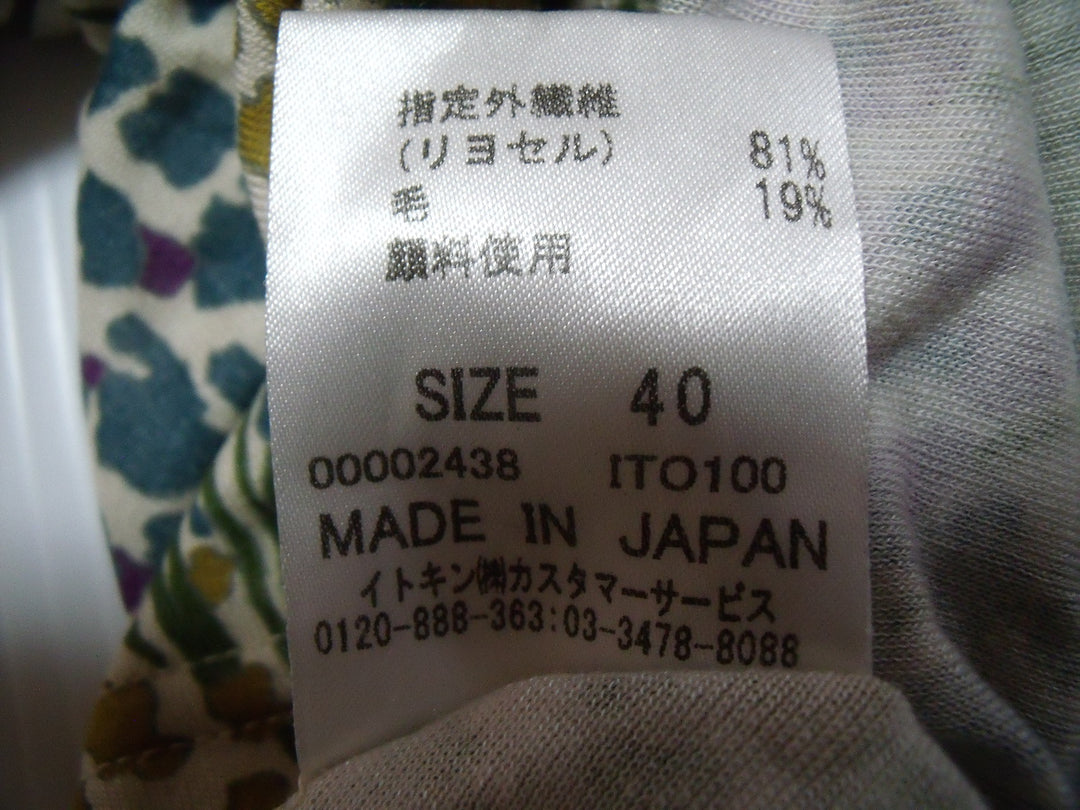 指定外繊維
(リヨセル) 81%
毛 19%
顔料使用
SIZE 40
00002438 ITO100
MADE IN JAPAN
イトキン㈱カスタマーサービス
0120-888-363:03-3478-8088